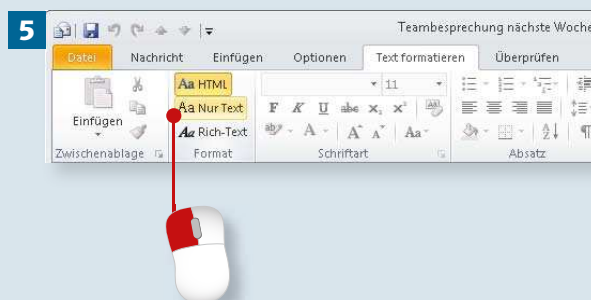 5
Teambesprechung nächste Woche
Datei Nachricht Einfügen Optionen Text formatieren Überprüfen
Aa HTML
11
Aa Nur Text
F K U abc x₂ x²
Einfügen
Aa Rich-Text
ab A A A Aa
Zwischenablage Format Schriftart Absatz